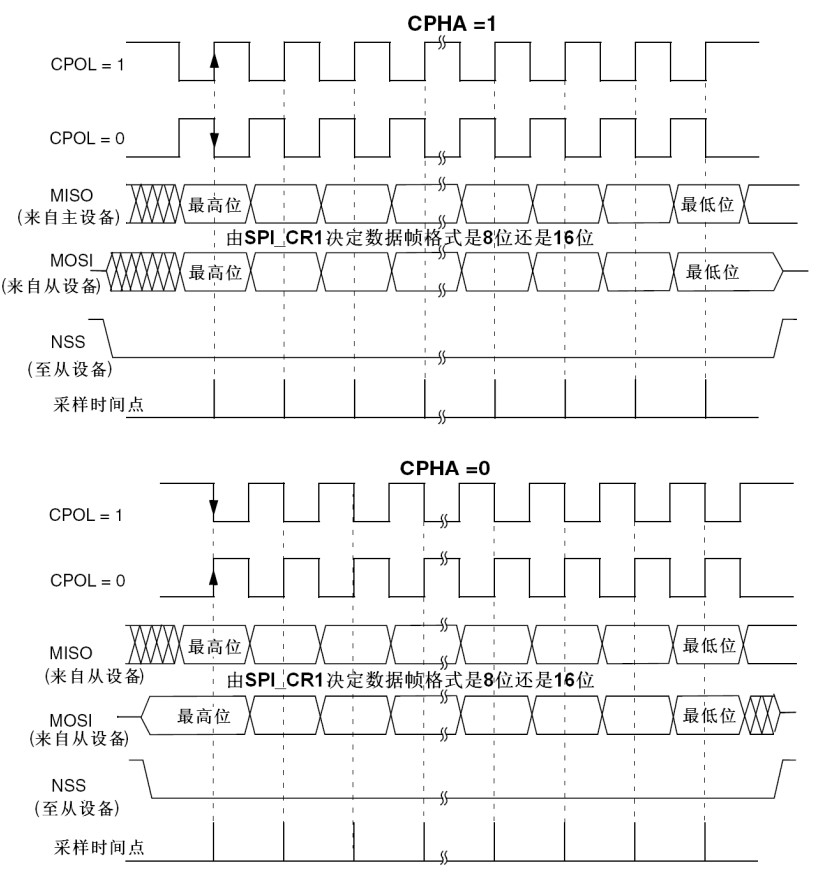 CPHA =1
CPOL = 1
CPOL = 0
MISO
(来自主设备)
最高位
最低位
由SPI_CR1决定数据帧格式是8位还是16位
MOSI
(来自从设备)
最高位
最低位
NSS
(至从设备)
采样时间点
CPHA =0
CPOL = 1
CPOL = 0
MISO
(来自从设备)
最高位
最低位
由SPI_CR1决定数据帧格式是8位还是16位
MOSI
(来自从设备)
最高位
最低位
NSS
(至从设备)
采样时间点